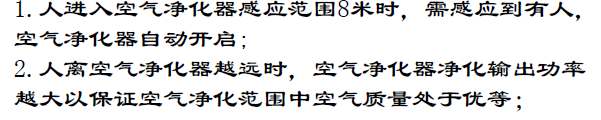 1.人进入空气净化器感应范围8米时，需感应到有人，
空气净化器自动开启；
2.人离空气净化器越远时，空气净化器净化输出功率
越大以保证空气净化范围中空气质量处于优等；